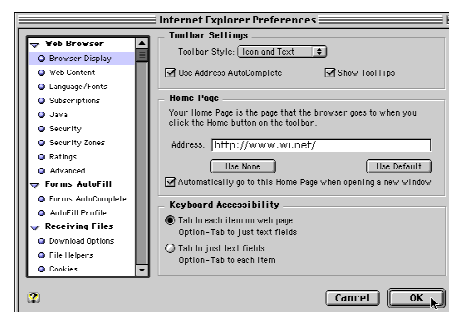 Internet Explorer Preferences
Web Browser
Browser Display
Web Content
Language/Fonts
Subscriptions
Java
Security
Security Zones
Ratings
Advanced
Forms AutoFill
Forms AutoComplete
AutoFill Profile
Receiving Files
Download Options
File Helpers
Cookies
Toolbar Settings
Toolbar Style: Icon and Text
Use Address AutoComplete
Show ToolTips
Home Page
Your Home Page is the page that the browser goes to when you
click the Home button on the toolbar.
Address: http://www.wi.net/
Use None
Use Default
Automatically go to this Home Page when opening a new window
Keyboard Accessibility
Tab to each item on web page
Option-Tab to just text fields
Tab to just text fields
Option-Tab to each item
?
Cancel
OK